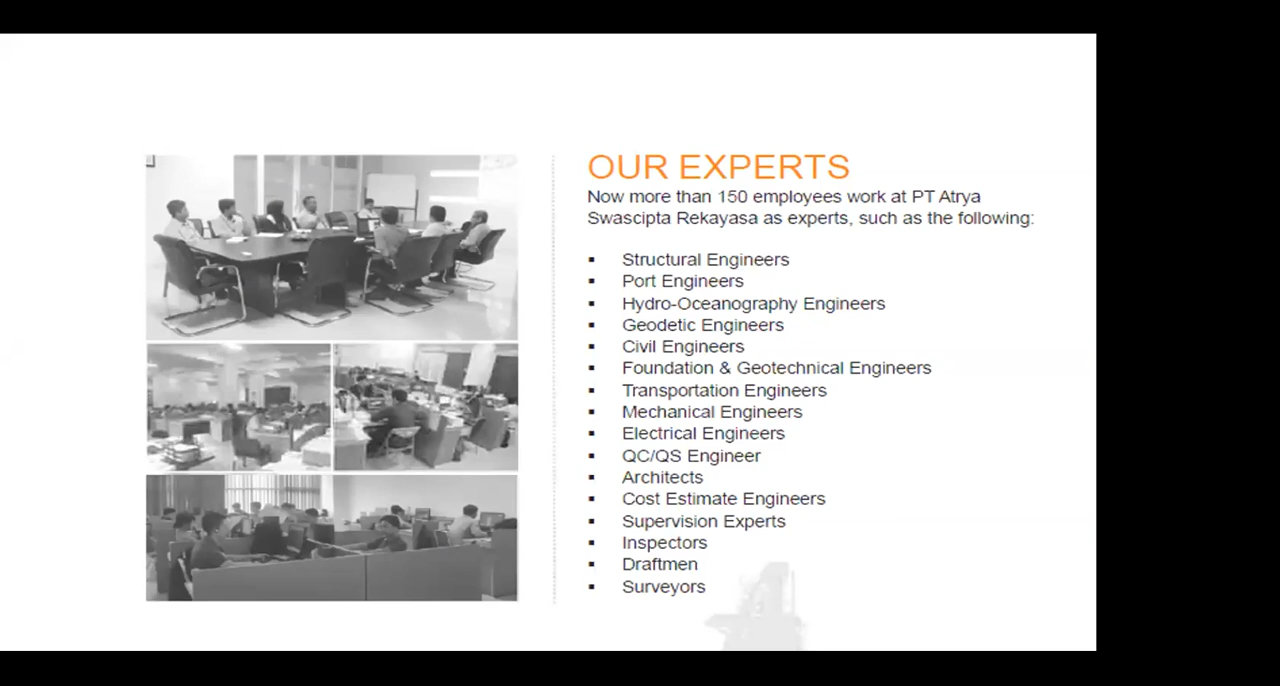 OUR EXPERTS
Now more than 150 employees work at PT Atrya
Swascipta Rekayasa as experts, such as the following:
▪ Structural Engineers
▪ Port Engineers
▪ Hydro-Oceanography Engineers
▪ Geodetic Engineers
▪ Civil Engineers
▪ Foundation & Geotechnical Engineers
▪ Transportation Engineers
▪ Mechanical Engineers
▪ Electrical Engineers
▪ QC/QS Engineer
▪ Architects
▪ Cost Estimate Engineers
▪ Supervision Experts
▪ Inspectors
▪ Draftmen
▪ Surveyors